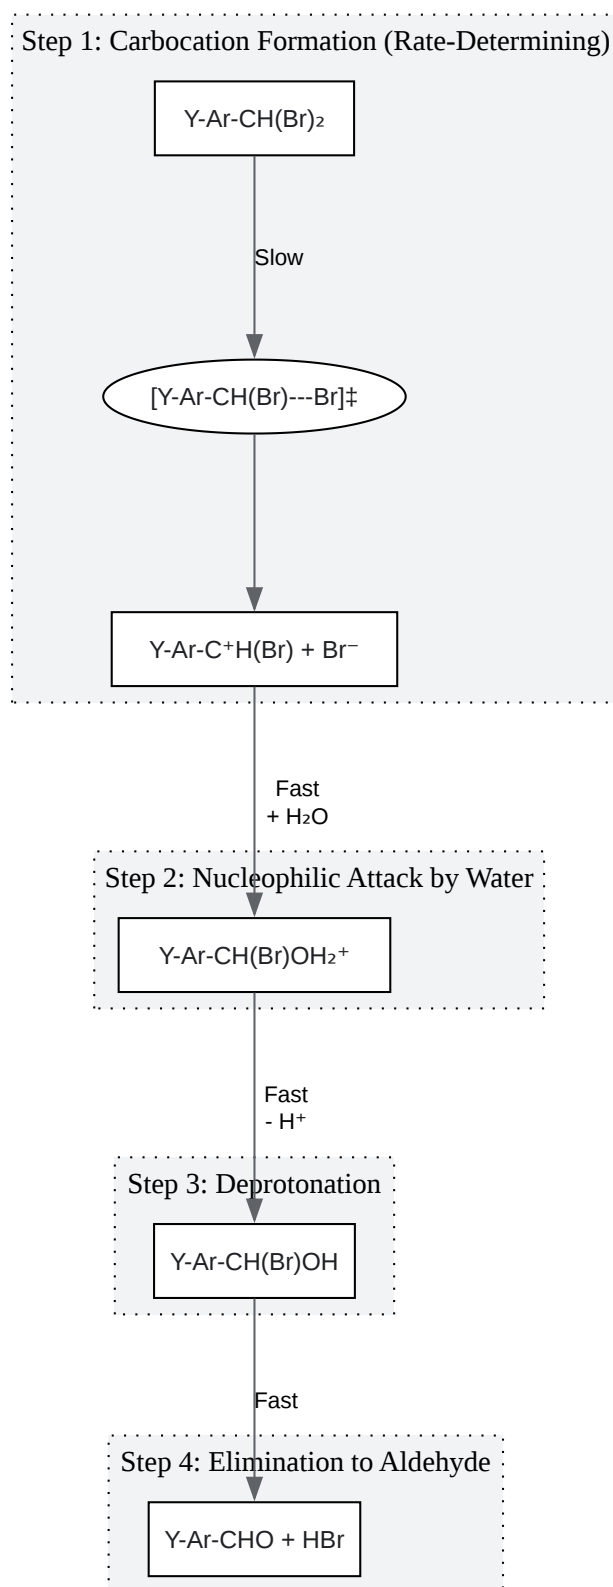 Step 1: Carbocation Formation (Rate-Determining)
Y-Ar-CH(Br)₂
Slow
[Y-Ar-CH(Br)---Br]‡
Y-Ar-C⁺H(Br) + Br⁻
Fast
+ H₂O
Step 2: Nucleophilic Attack by Water
Y-Ar-CH(Br)OH₂⁺
Fast
- H⁺
Step 3: Deprotonation
Y-Ar-CH(Br)OH
Fast
Step 4: Elimination to Aldehyde
Y-Ar-CHO + HBr